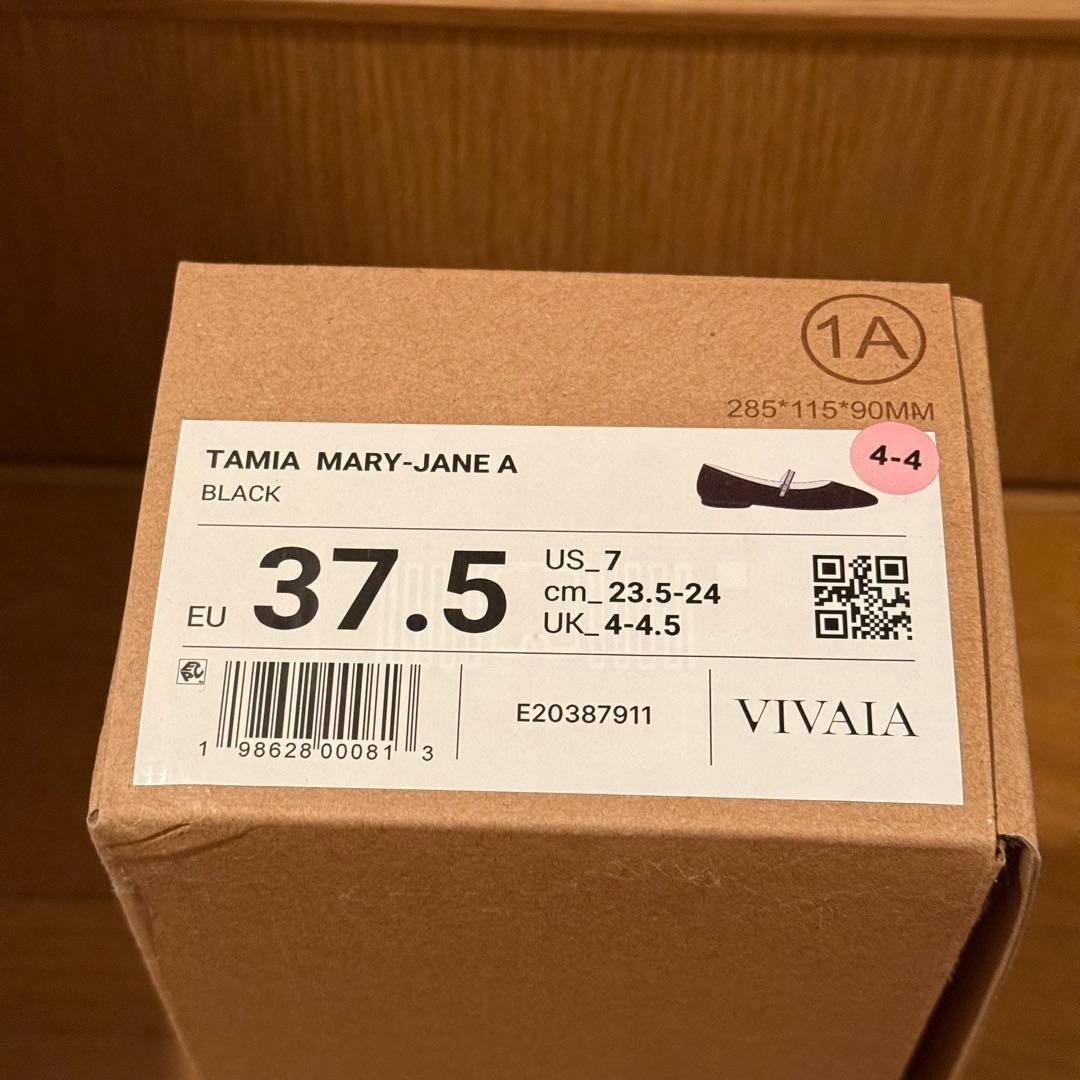 1A
285*115*90MM
TAMIA MARY-JANE A
4-4
BLACK
EU 37.5
US_7
cm_23.5-24
UK_4-4.5
EPC
1 98628 00081 3
E20387911
VIVAIA